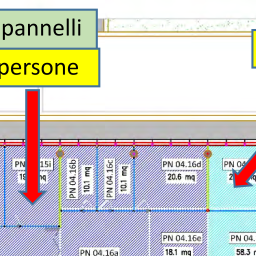 pannelli
persone
PN 04.16b
10.1 mq
PN 04.16c
10.1 mq
PN 04.16d
20.6 mq
PN 04.16a
PN 04.16e
18.1 mq
PN 04.
58.3